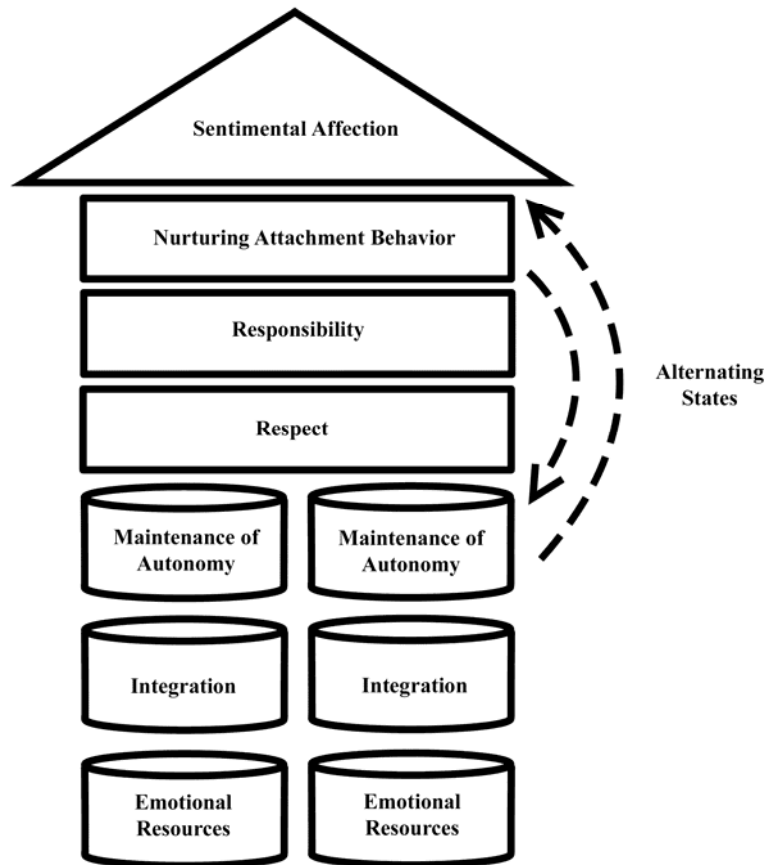 Sentimental Affection
Nurturing Attachment Behavior
Responsibility
Respect
Alternating
States
Maintenance of
Autonomy
Maintenance of
Autonomy
Integration
Integration
Emotional
Resources
Emotional
Resources